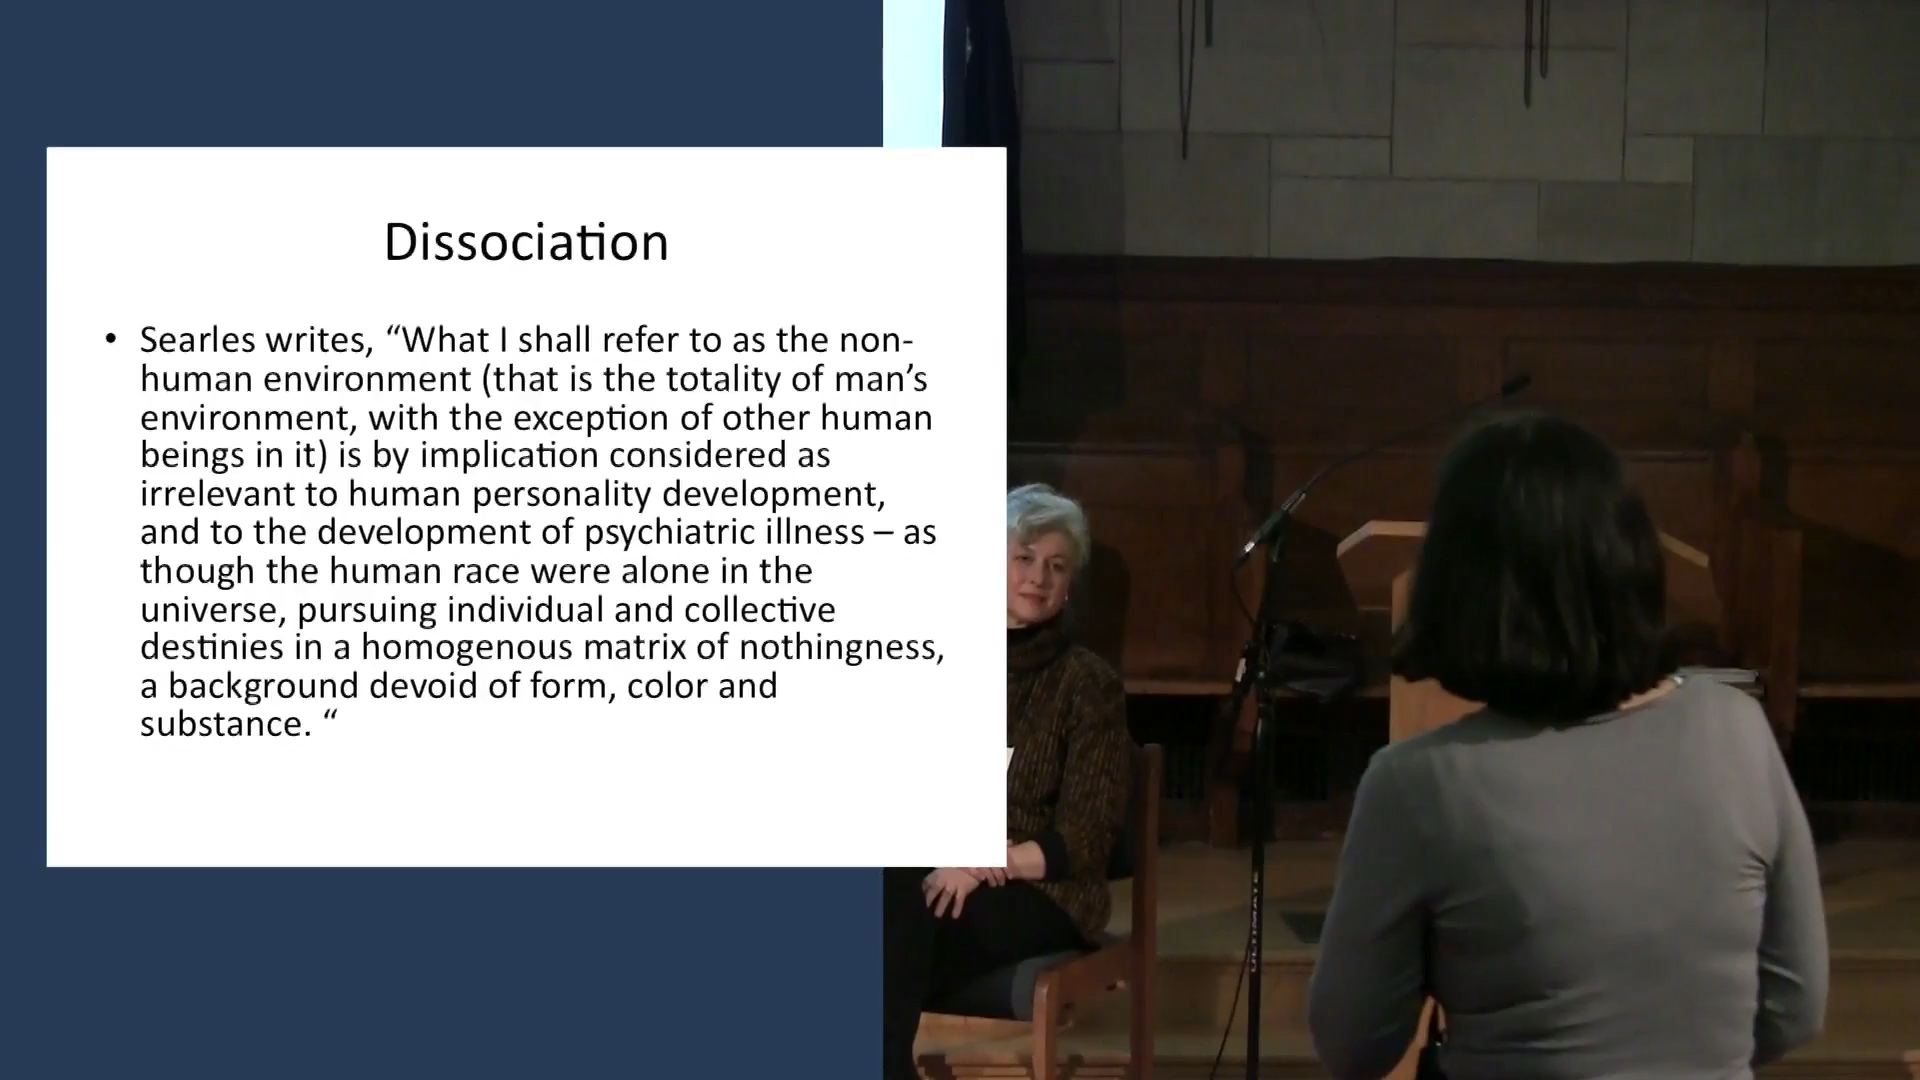 Dissociation
• Searles writes, “What I shall refer to as the non-
human environment (that is the totality of man’s
environment, with the exception of other human
beings in it) is by implication considered as
irrelevant to human personality development,
and to the development of psychiatric illness – as
though the human race were alone in the
universe, pursuing individual and collective
destinies in a homogenous matrix of nothingness,
a background devoid of form, color and
substance. “
ULTIMATE